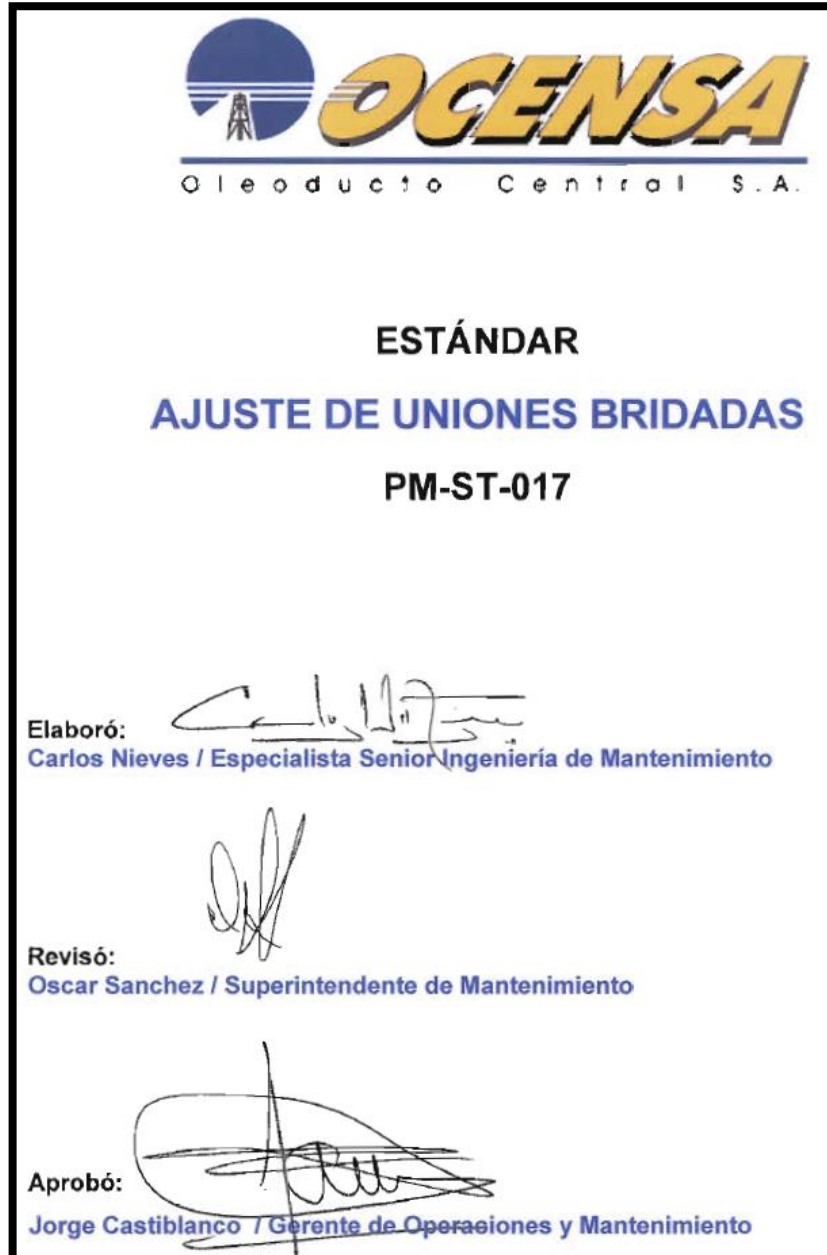 OCENSA
Oleoducto Central S.A.
ESTÁNDAR
AJUSTE DE UNIONES BRIDADAS
PM-ST-017
Elaboró:
Carlos Nieves / Especialista Senior Ingeniería de Mantenimiento
Revisó:
Oscar Sanchez / Superintendente de Mantenimiento
Aprobó:
Jorge Castiblanco / Gerente de Operaciones y Mantenimiento